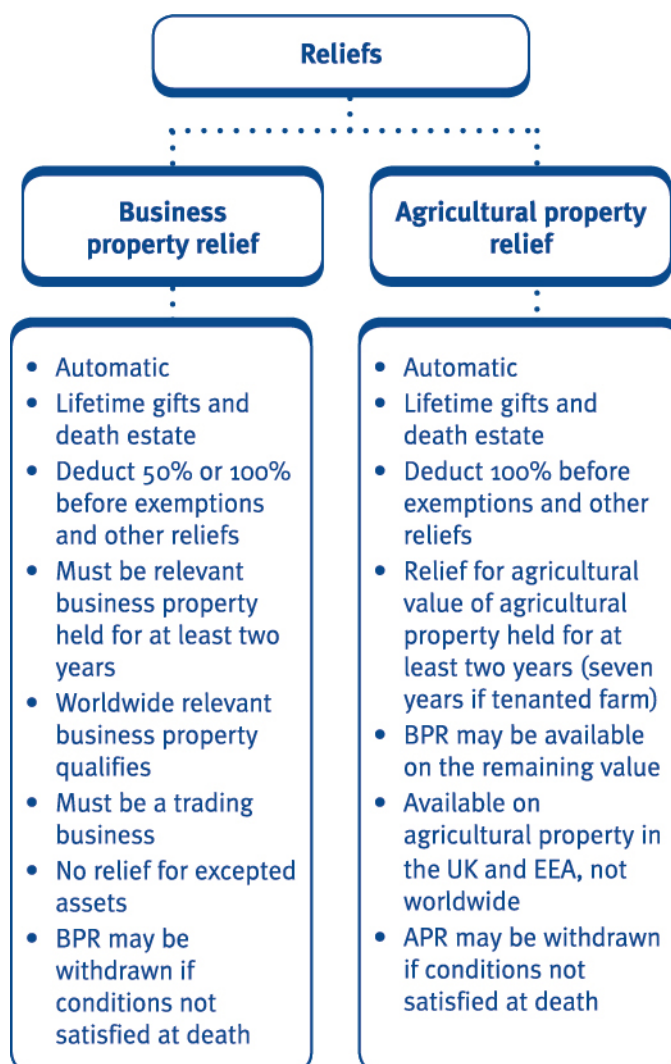 Reliefs
Business
property relief
Agricultural property
relief
• Automatic
• Lifetime gifts and
death estate
• Deduct 50% or 100%
before exemptions
and other reliefs
• Must be relevant
business property
held for at least two
years
• Worldwide relevant
business property
qualifies
• Must be a trading
business
• No relief for excepted
assets
• BPR may be
withdrawn if
conditions not
satisfied at death
• Automatic
• Lifetime gifts and
death estate
• Deduct 100% before
exemptions and other
reliefs
• Relief for agricultural
value of agricultural
property held for at
least two years (seven
years if tenanted farm)
• BPR may be available
on the remaining value
• Available on
agricultural property in
the UK and EEA, not
worldwide
• APR may be withdrawn
if conditions not
satisfied at death